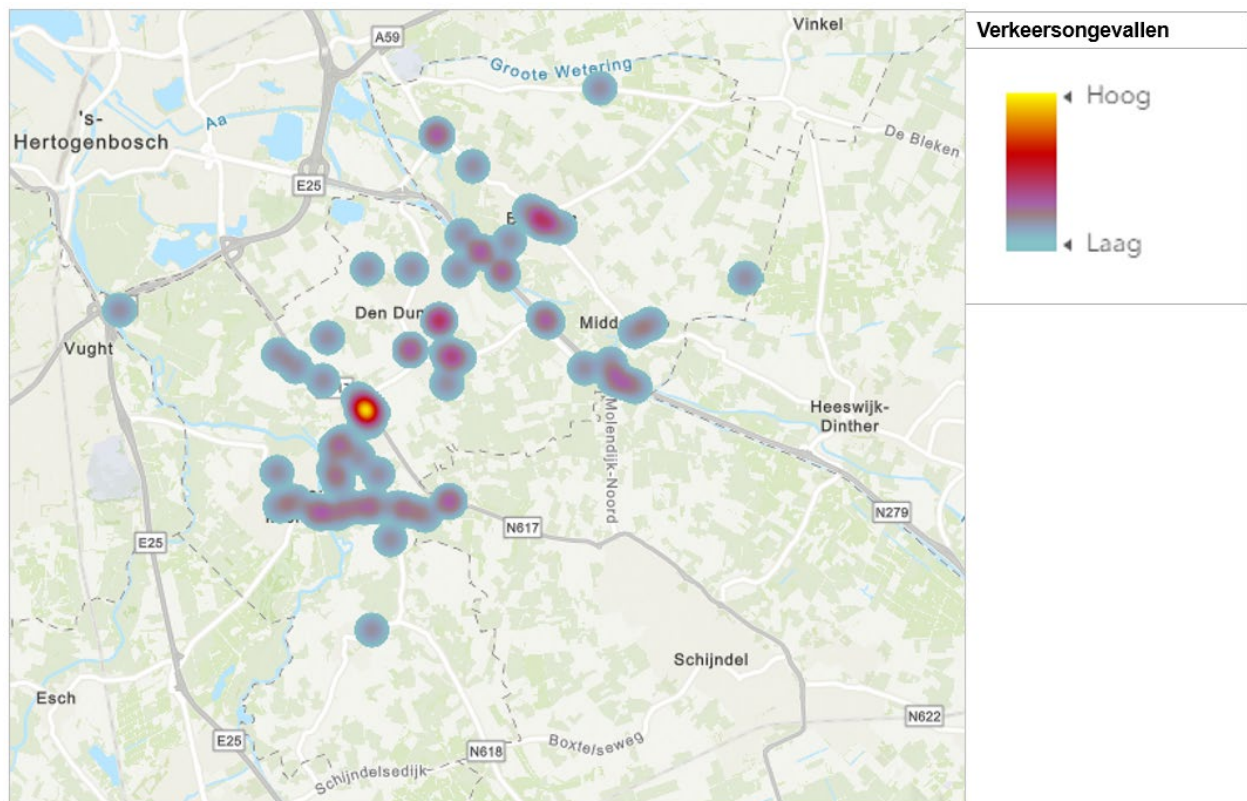 Vinkel
Verkeersongevallen
A59
Groote Wetering
Hoog
's-
Hertogenbosch
Aa
De Bleken
E25
Laag
Den Dun
Midd
Vught
Molendijk-Noord
Heeswijk-
Dinther
N279
N617
E25
Schijndel
Esch
N622
E25
N618
Boxtelseweg
Schijndelsedijk